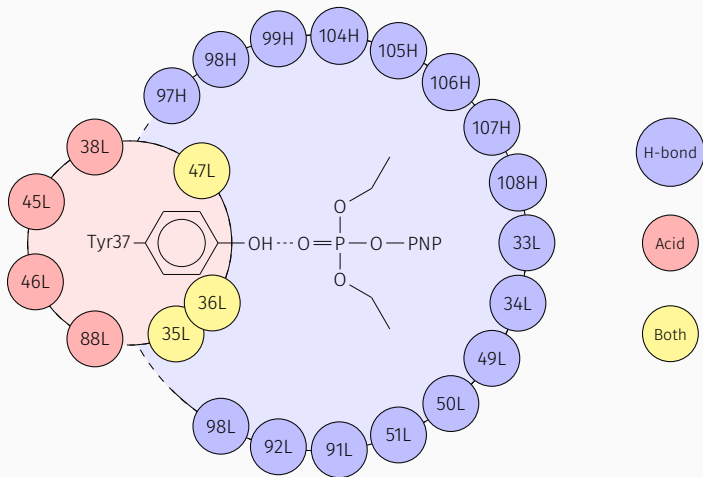 104H
99H
105H
98H
106H
97H
107H
38L
H-bond
47L
108H
45L
O
Tyr37
OH
O
P
O
PNP
33L
Acid
46L
O
36L
34L
35L
88L
Both
49L
50L
98L
51L
92L
91L